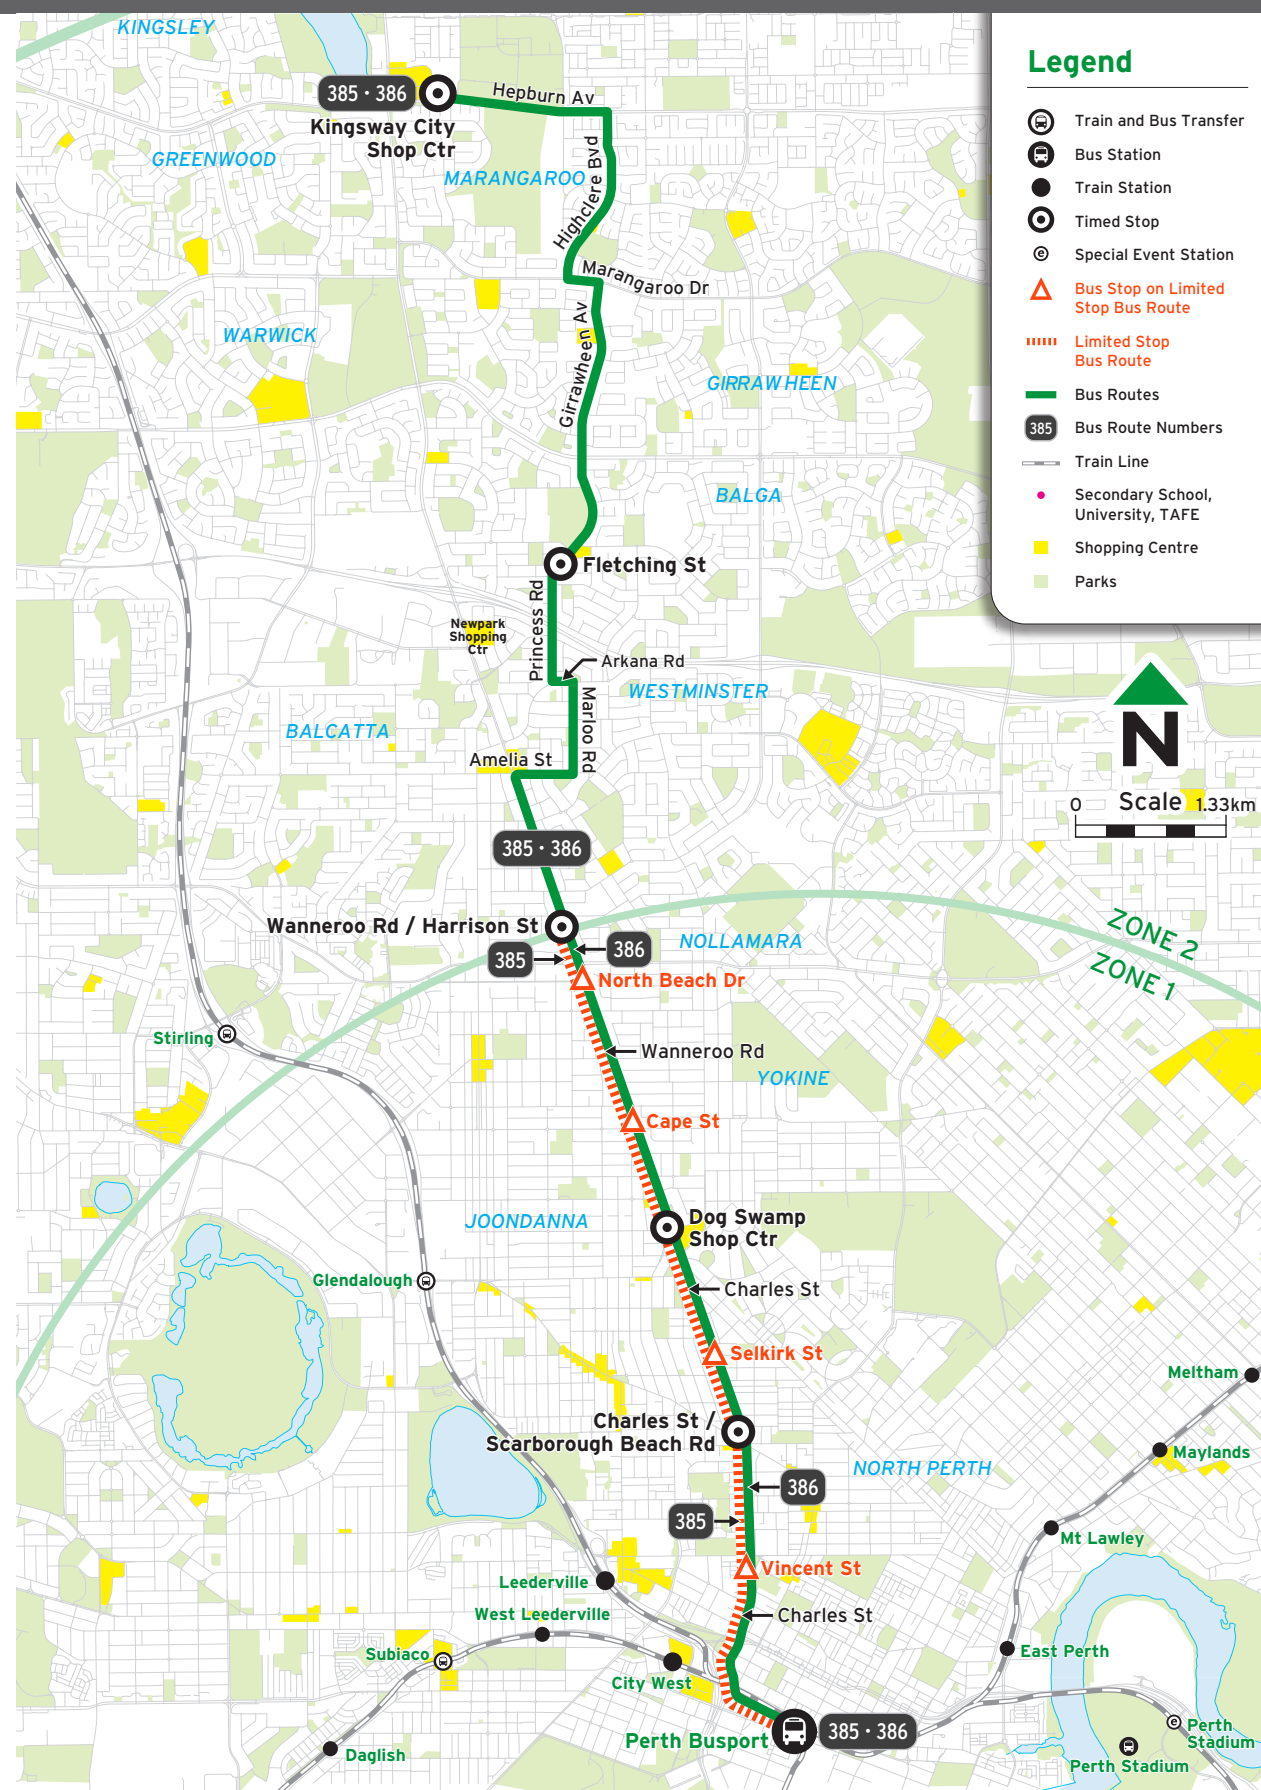 KINGSLEY
385 · 386
Hepburn Av
Kingsway City
Shop Ctr
GREENWOOD
MARANGAROO
Highclere Bvd
Marangaroo Dr
WARWICK
Girrawheen Av
GIRRAWHEEN
BALGA
Fletching St
Princess Rd
Newpark
Shopping
Ctr
Arkana Rd
WESTMINSTER
Marloo Rd
BALCATTA
Amelia St
385 · 386
Wanneroo Rd / Harrison St
385
386
NOLLAMARA
North Beach Dr
ZONE 2
ZONE 1
Stirling
Wanneroo Rd
YOKINE
Cape St
JOONDANNA
Dog Swamp
Shop Ctr
Glendalough
Charles St
Selkirk St
Meltham
Charles St /
Scarborough Beach Rd
Maylands
NORTH PERTH
386
385
Mt Lawley
Vincent St
Leederville
West Leederville
Charles St
Subiaco
East Perth
City West
Perth Busport
385 · 386
Perth
Stadium
Perth Stadium
Daglish
Legend
Train and Bus Transfer
Bus Station
Train Station
Timed Stop
e Special Event Station
Bus Stop on Limited
Stop Bus Route
Limited Stop
Bus Route
Bus Routes
385 Bus Route Numbers
Train Line
Secondary School,
University, TAFE
Shopping Centre
Parks
N
0 Scale 1.33km
e